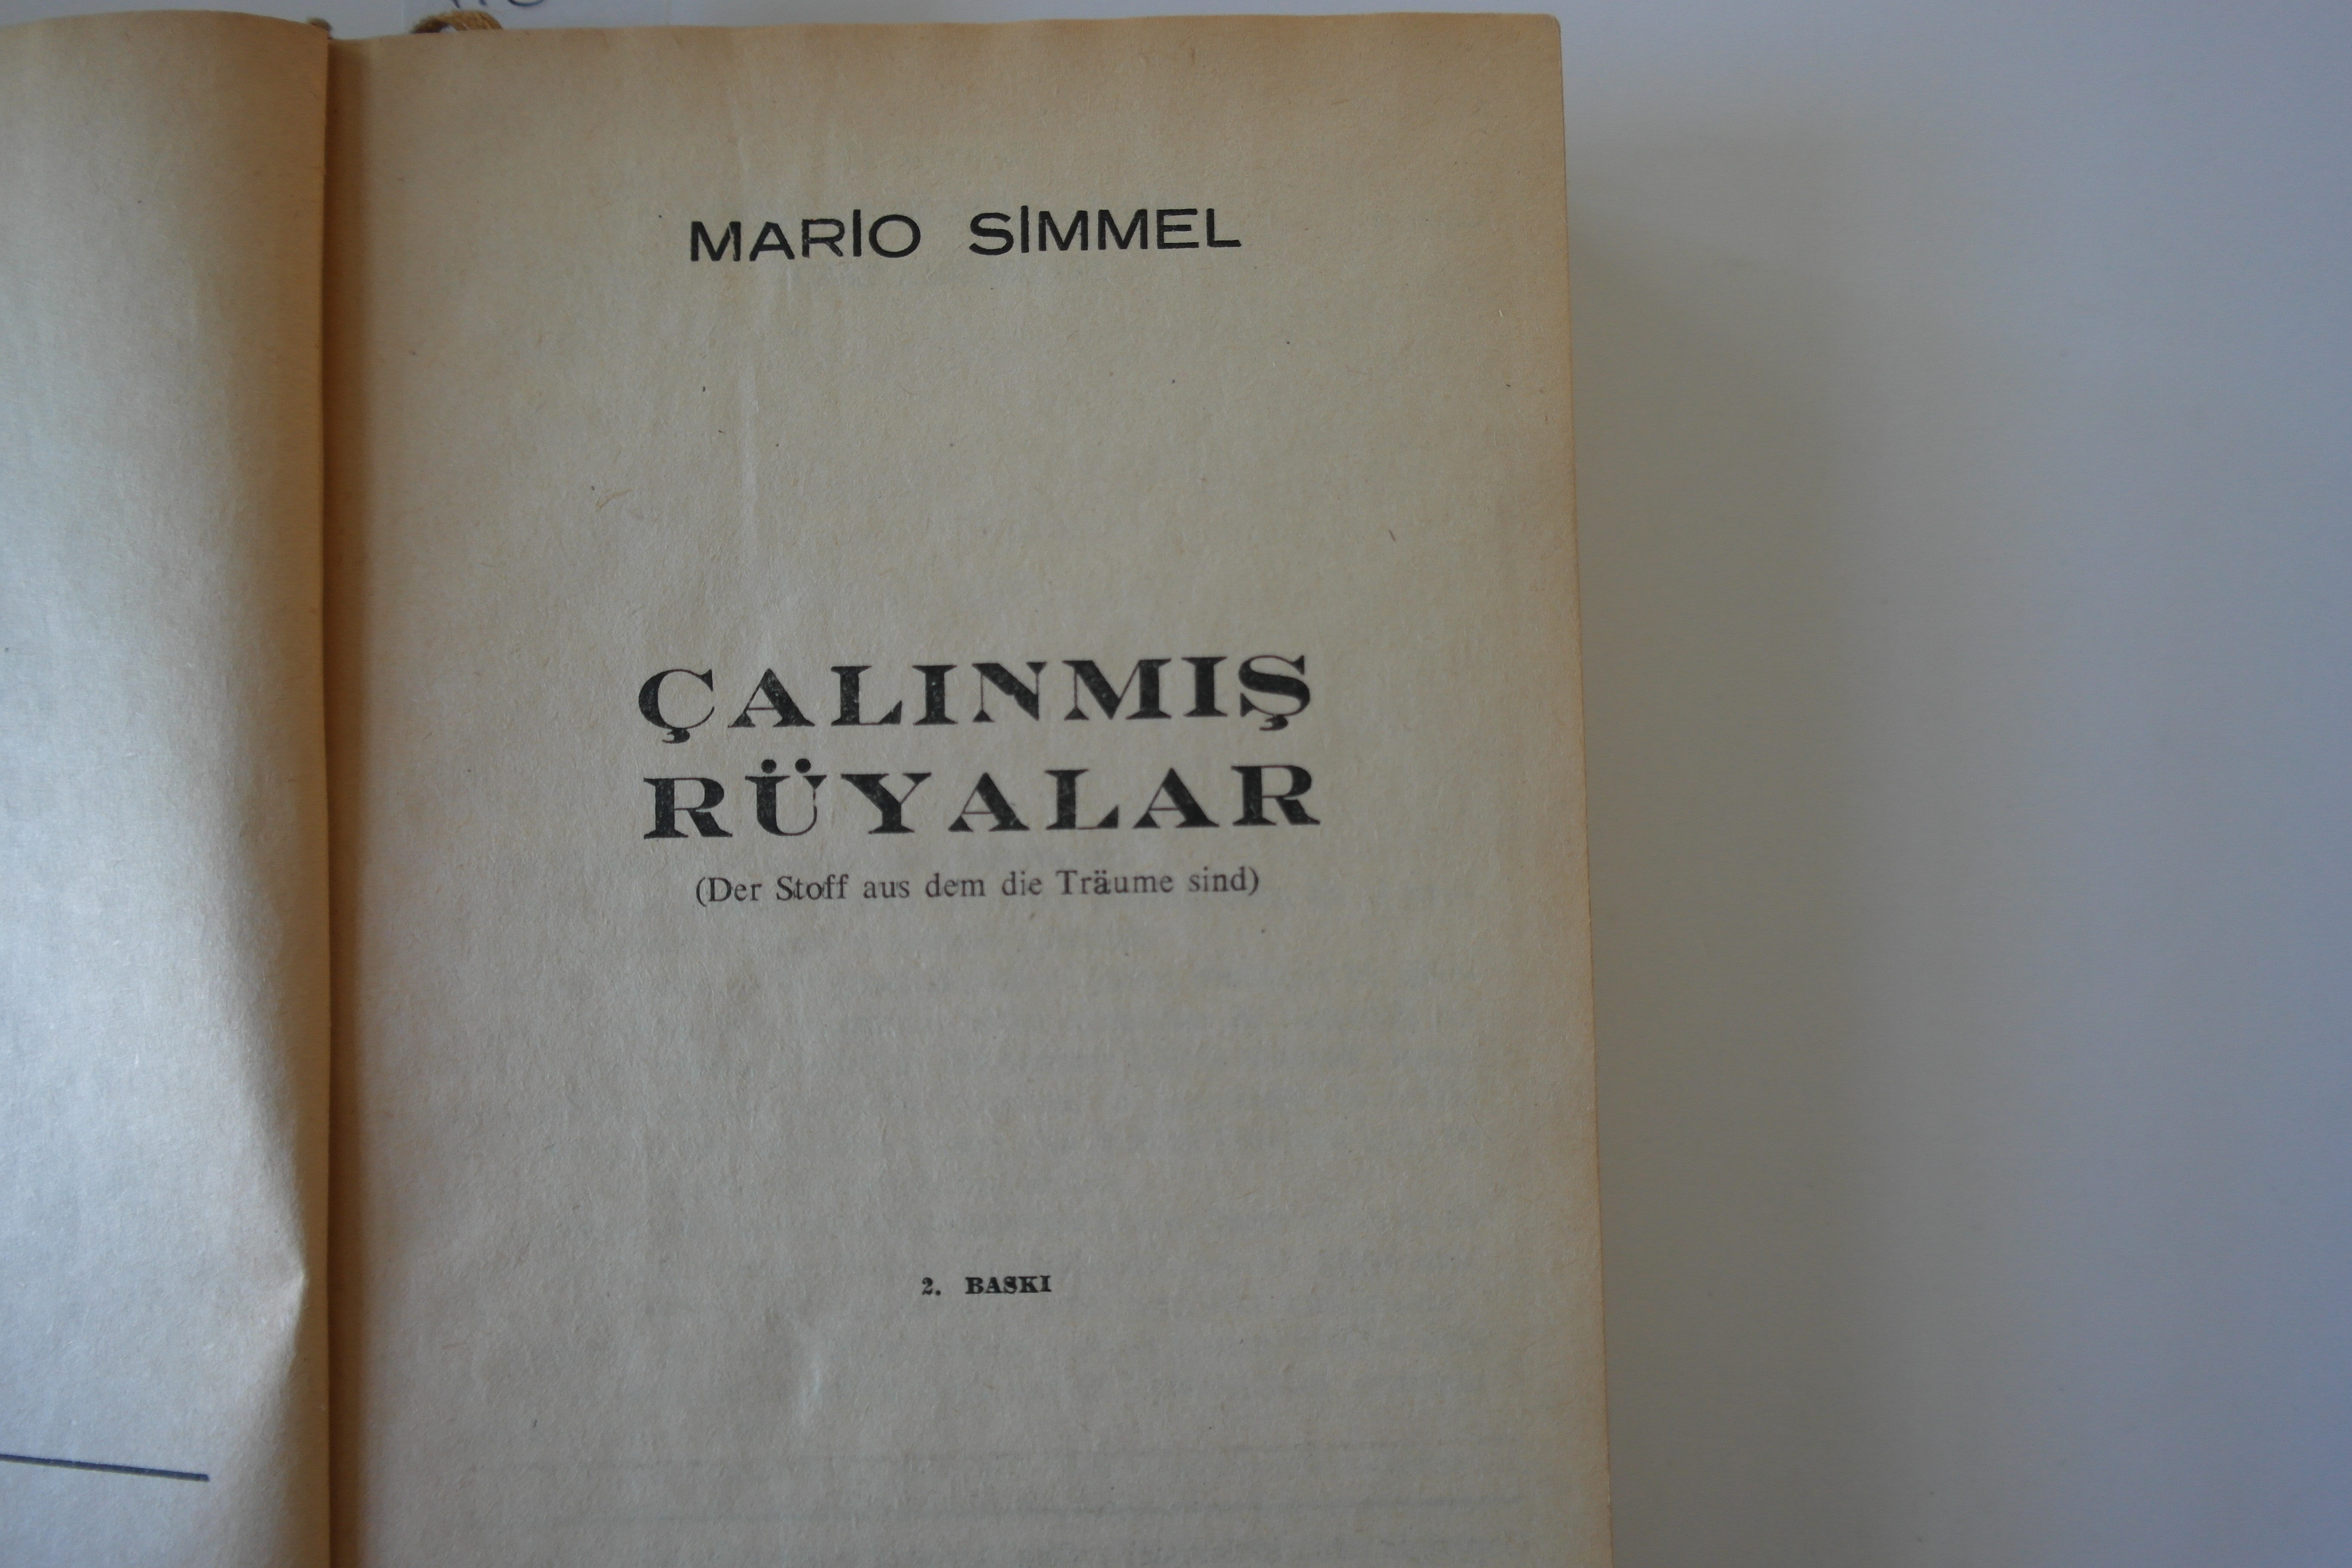 MARİO SİMMEL
ÇALINMIŞ
RÜYALAR
(Der Stoff aus dem die Träume sind)
2. BASKI